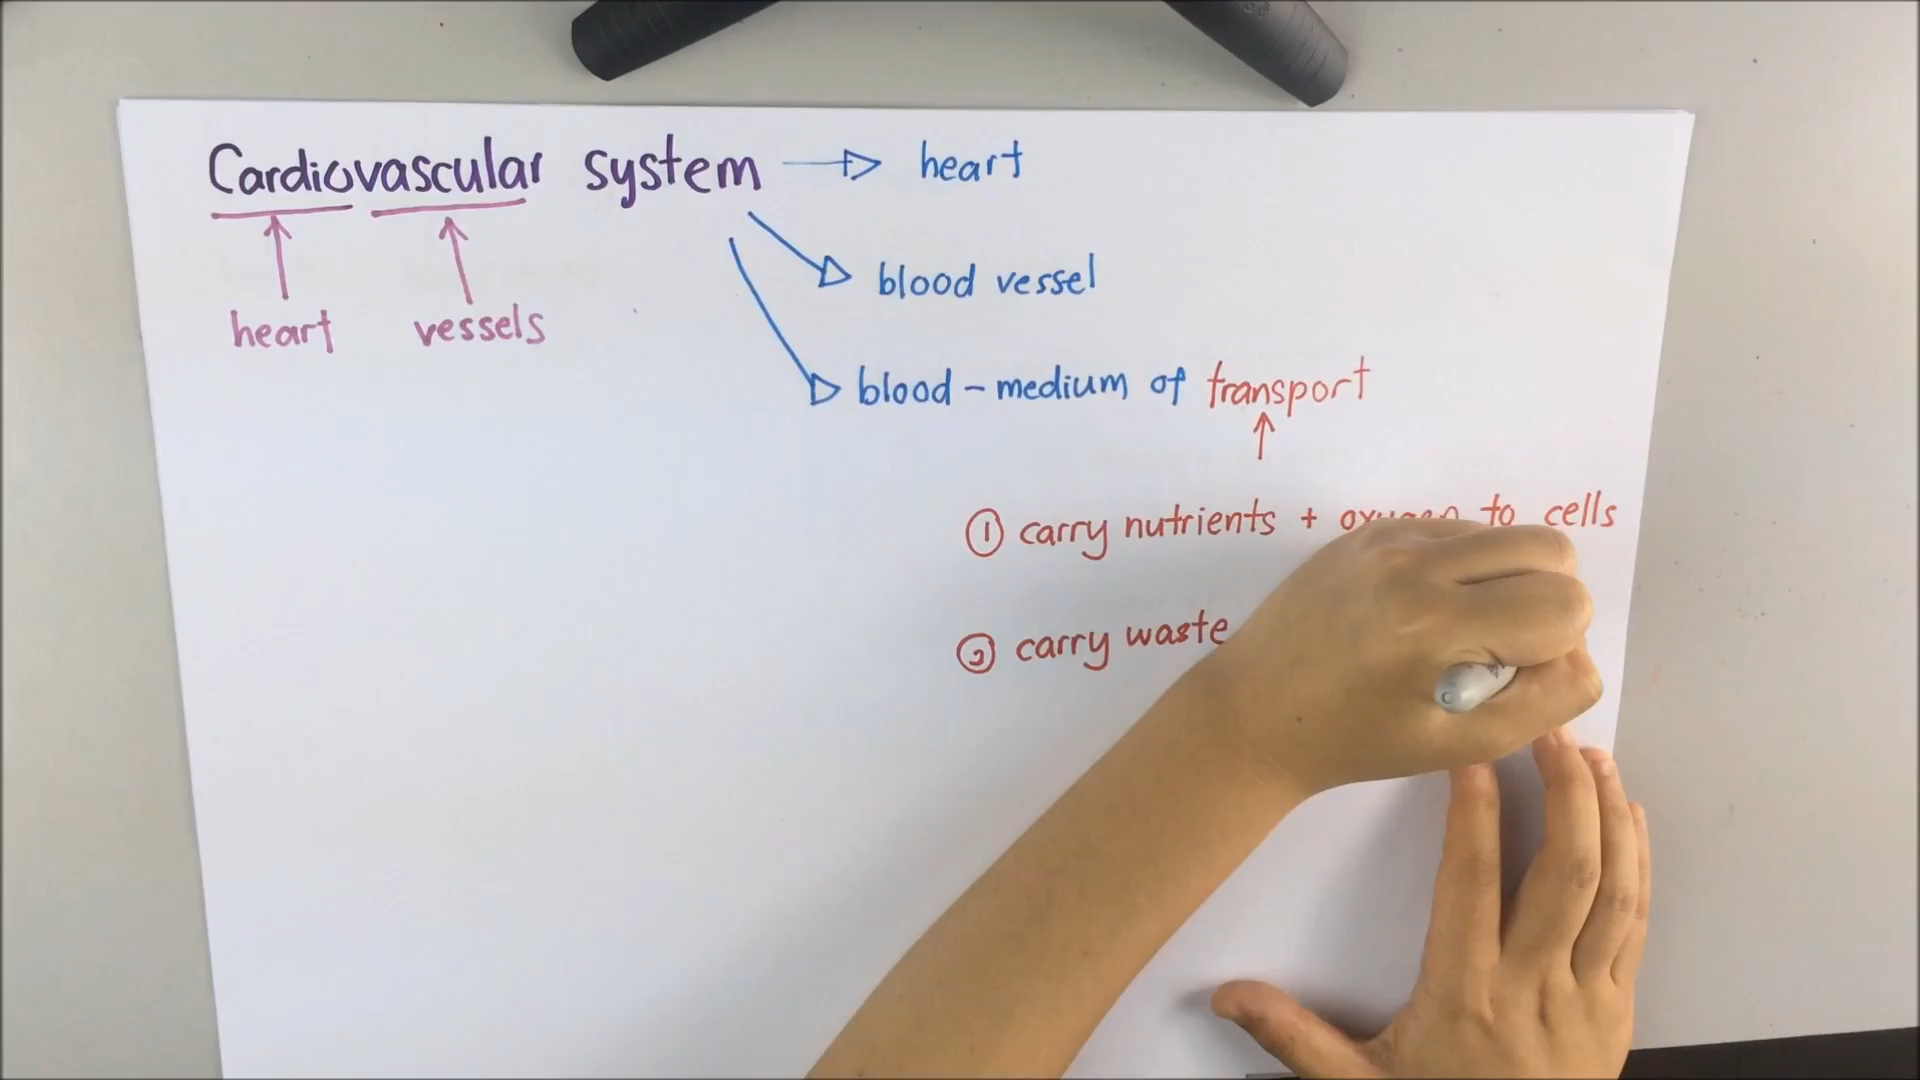 Cardiovascular system → heart
heart vessels
blood vessel
blood - medium of transport
① carry nutrients + oxygen to cells
② carry waste